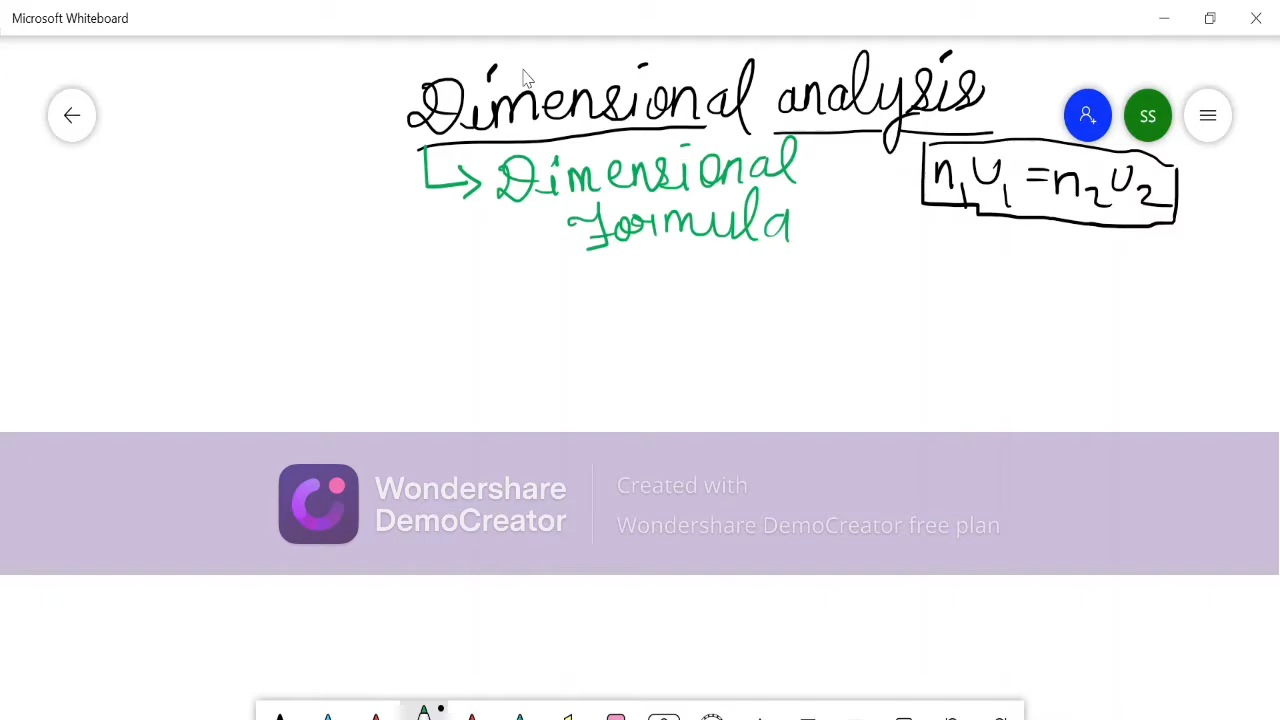 Microsoft Whiteboard
Dimensional analysis
SS
Dimensional
n₁u₁ = n₂u₂
formula
Wondershare
DemoCreator
Created with
Wondershare DemoCreator free plan